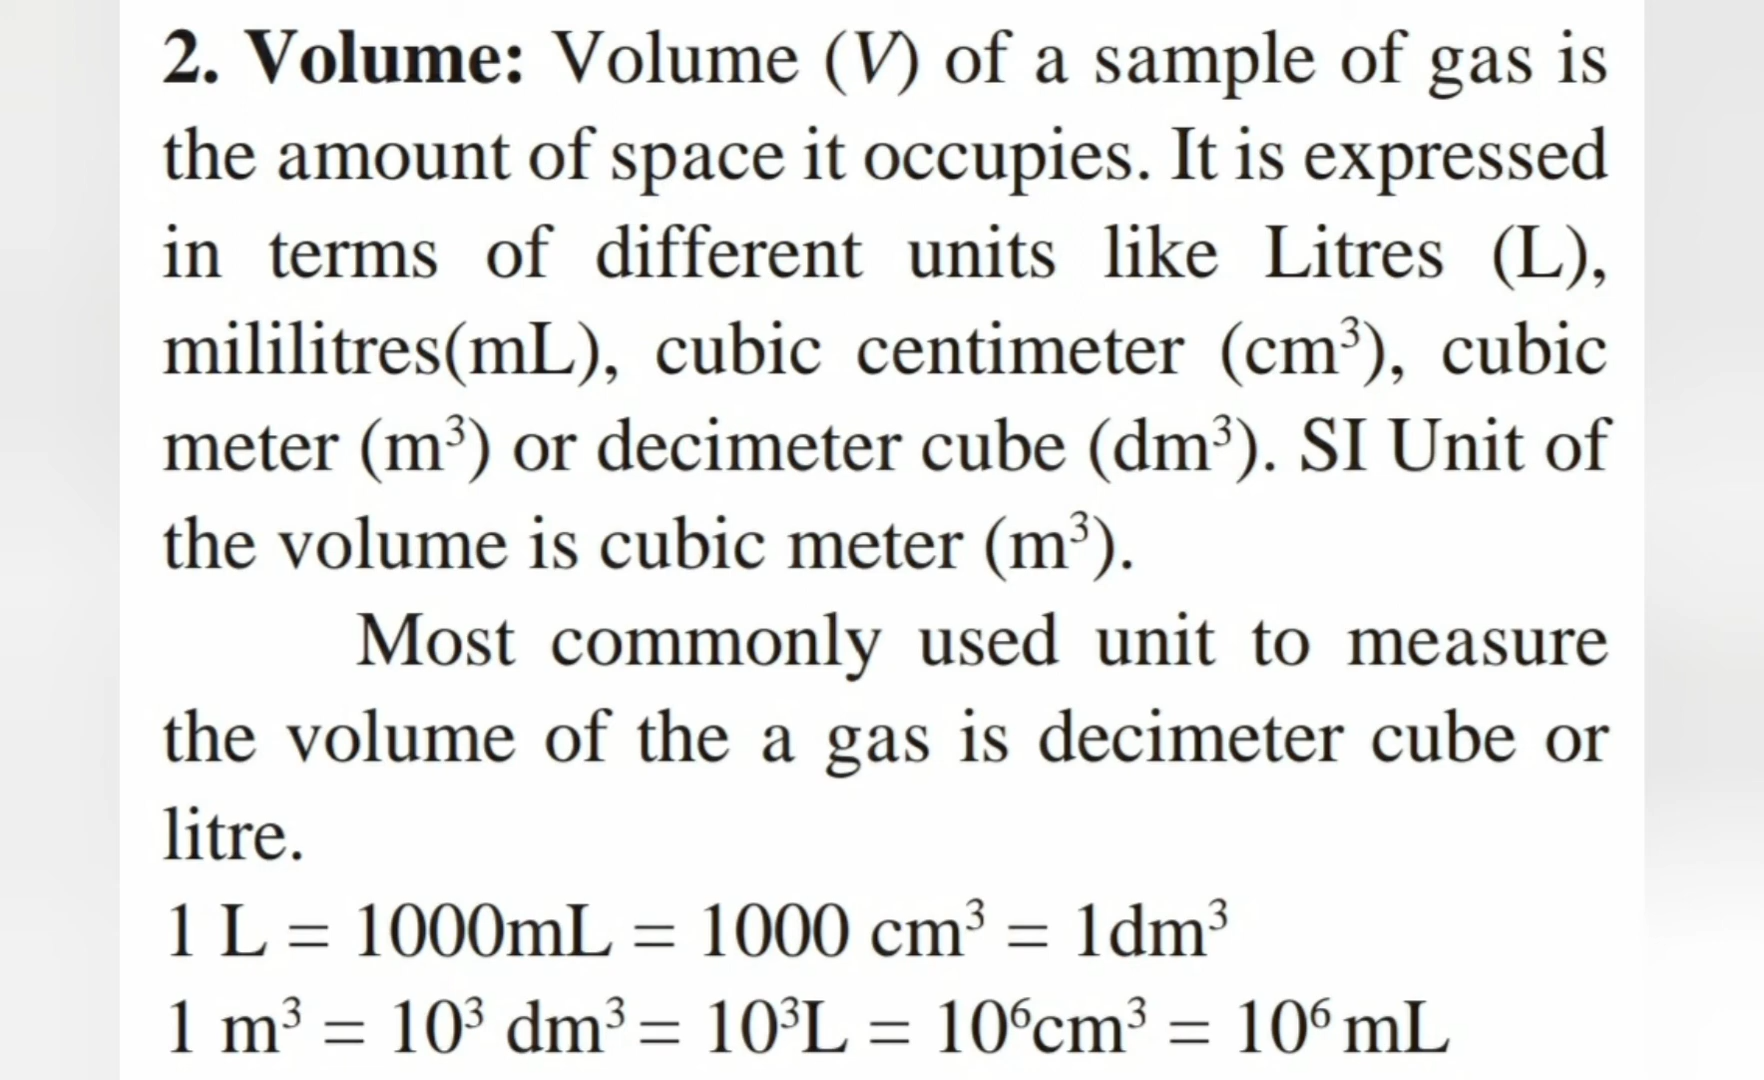 2. Volume: Volume (V) of a sample of gas is
the amount of space it occupies. It is expressed
in terms of different units like Litres (L),
mililitres(mL), cubic centimeter (cm³), cubic
meter (m³) or decimeter cube (dm³). SI Unit of
the volume is cubic meter (m³).
Most commonly used unit to measure
the volume of the a gas is decimeter cube or
litre.
1 L = 1000mL = 1000 cm³ = 1dm³
1 m³ = 10³ dm³ = 10³L = 10⁶cm³ = 10⁶ mL